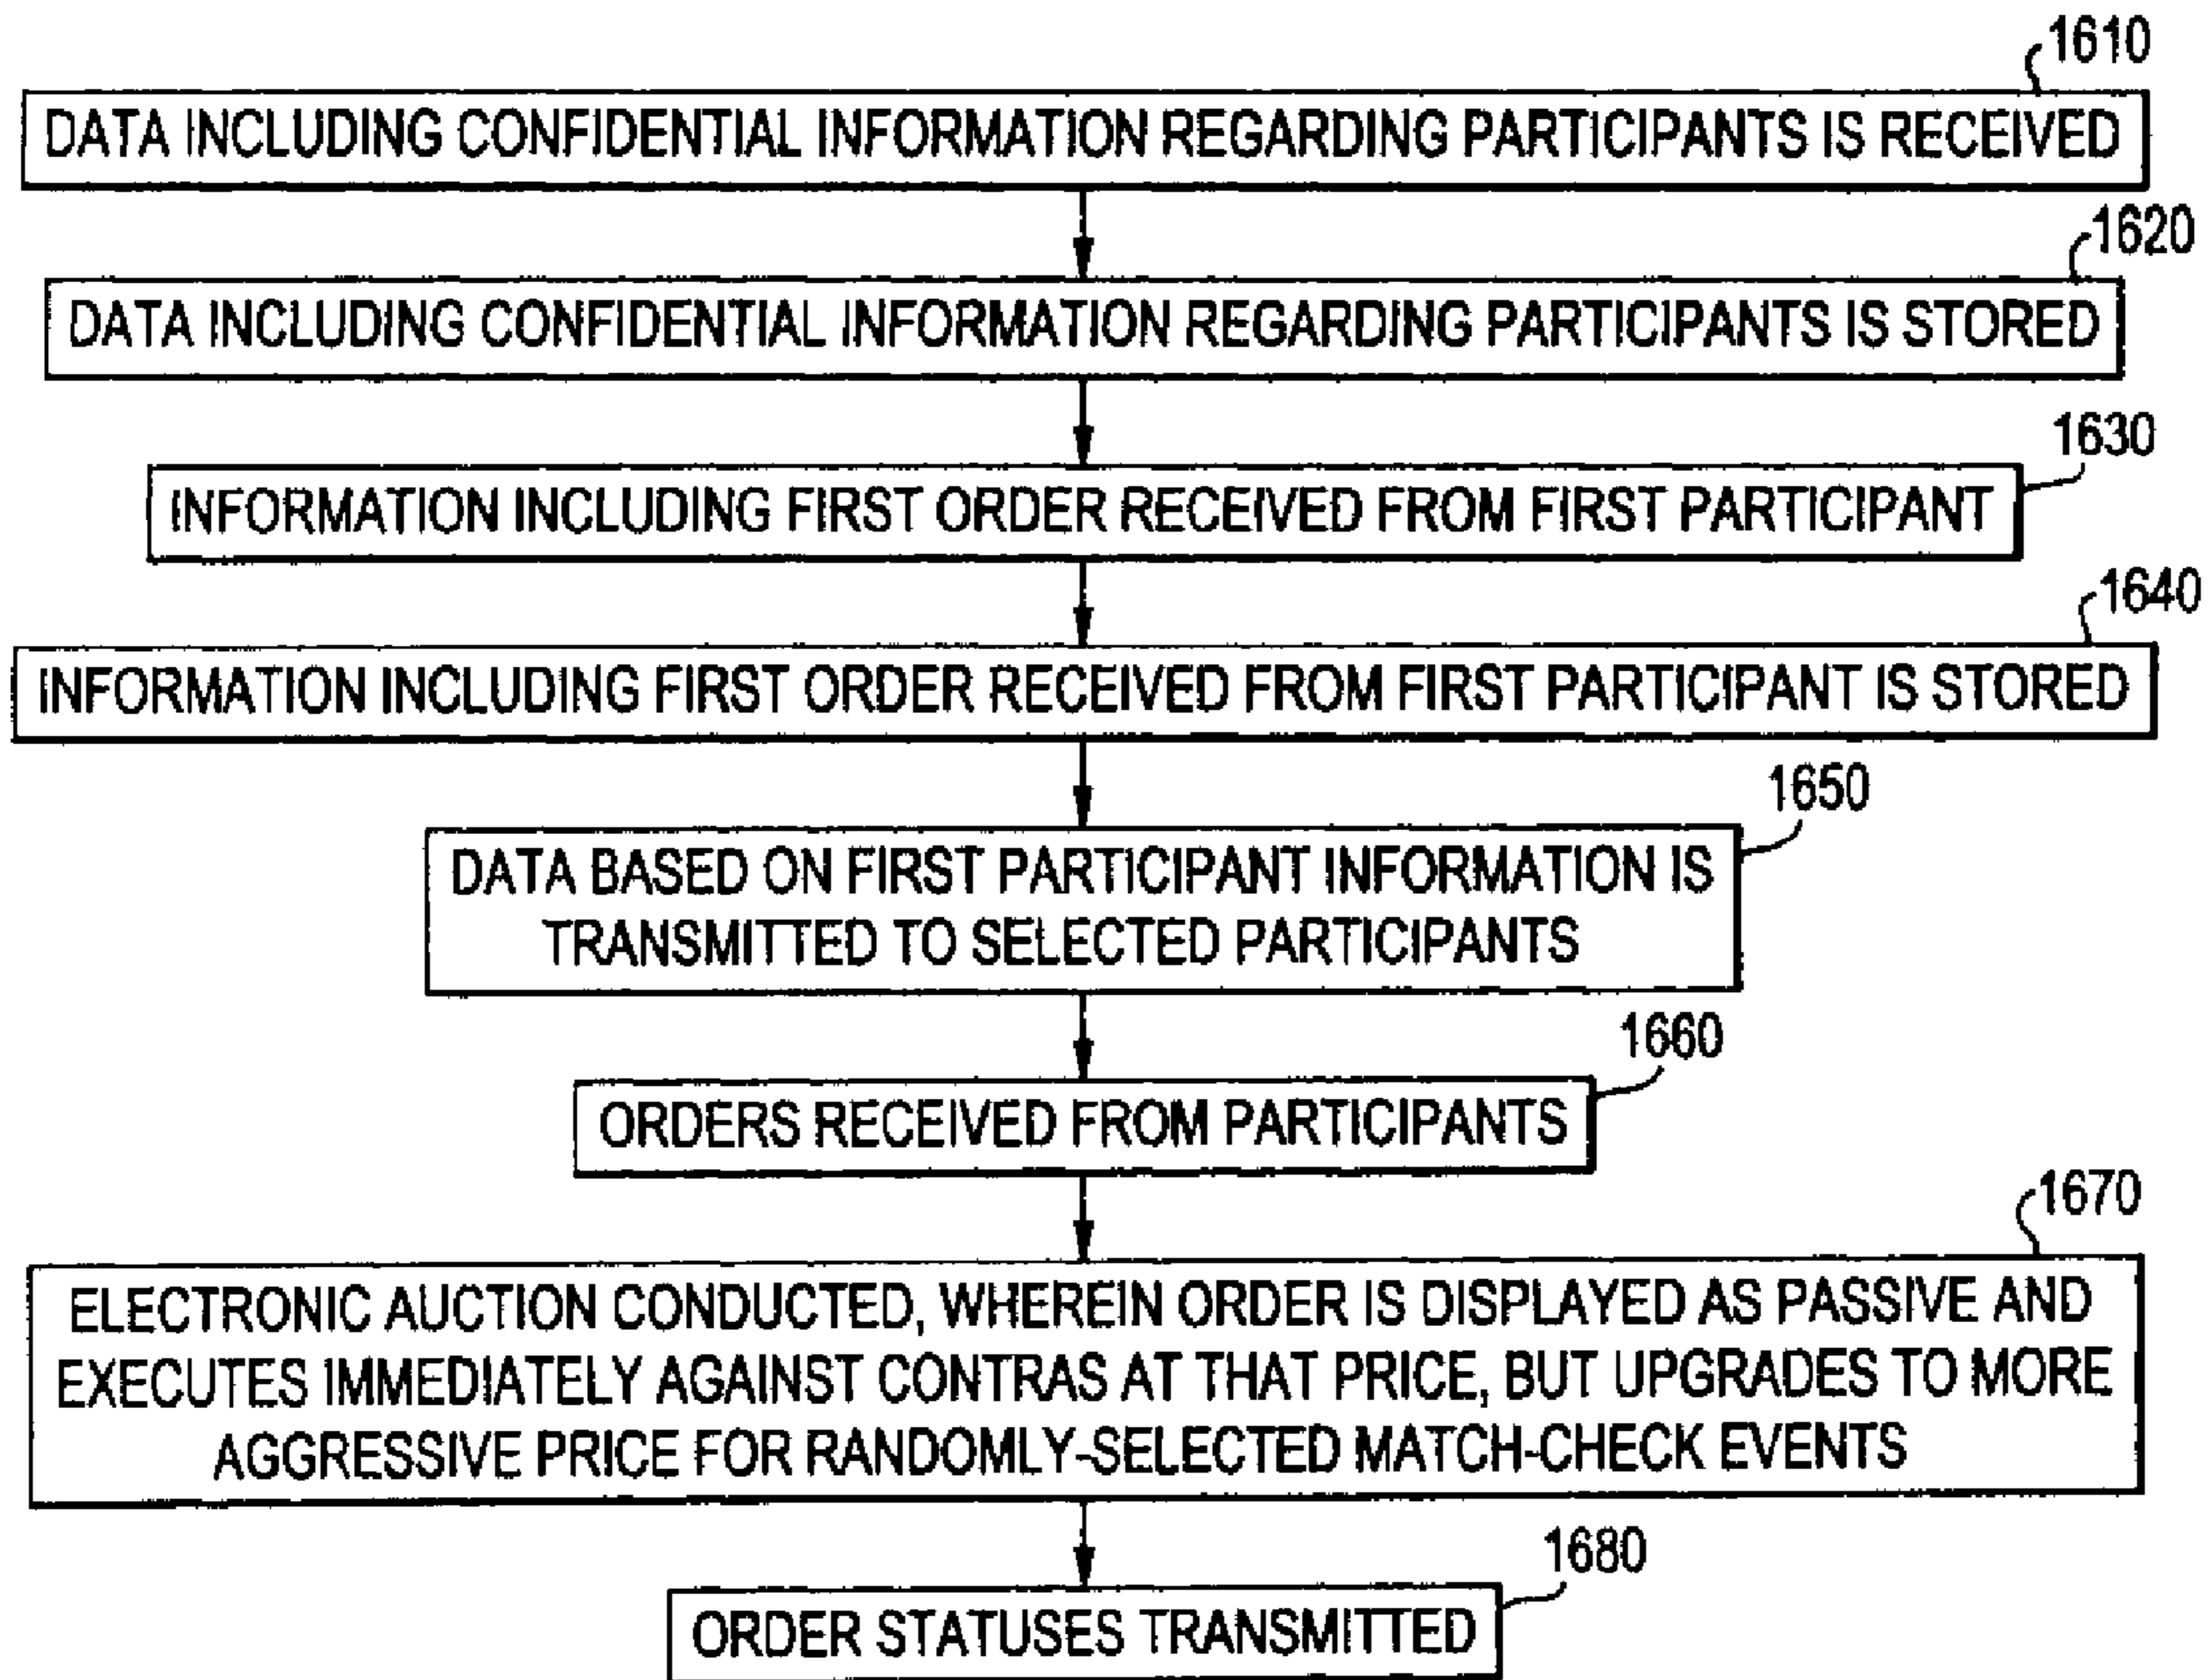 1610
DATA INCLUDING CONFIDENTIAL INFORMATION REGARDING PARTICIPANTS IS RECEIVED
1620
DATA INCLUDING CONFIDENTIAL INFORMATION REGARDING PARTICIPANTS IS STORED
1630
INFORMATION INCLUDING FIRST ORDER RECEIVED FROM FIRST PARTICIPANT
1640
INFORMATION INCLUDING FIRST ORDER RECEIVED FROM FIRST PARTICIPANT IS STORED
1650
DATA BASED ON FIRST PARTICIPANT INFORMATION IS
TRANSMITTED TO SELECTED PARTICIPANTS
1660
ORDERS RECEIVED FROM PARTICIPANTS
1670
ELECTRONIC AUCTION CONDUCTED, WHEREIN ORDER IS DISPLAYED AS PASSIVE AND
EXECUTES IMMEDIATELY AGAINST CONTRAS AT THAT PRICE, BUT UPGRADES TO MORE
AGGRESSIVE PRICE FOR RANDOMLY-SELECTED MATCH-CHECK EVENTS
1680
ORDER STATUSES TRANSMITTED